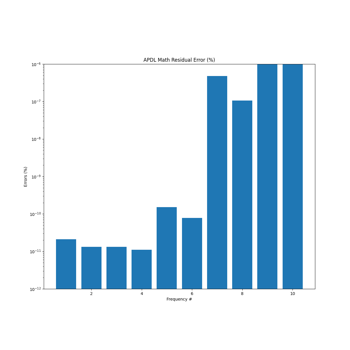 APDL Math Residual Error (%)
10⁻⁶
10⁻⁷
10⁻⁸
10⁻⁹
10⁻¹⁰
10⁻¹¹
10⁻¹²
Errors (%)
2 4 6 8 10
Frequency #